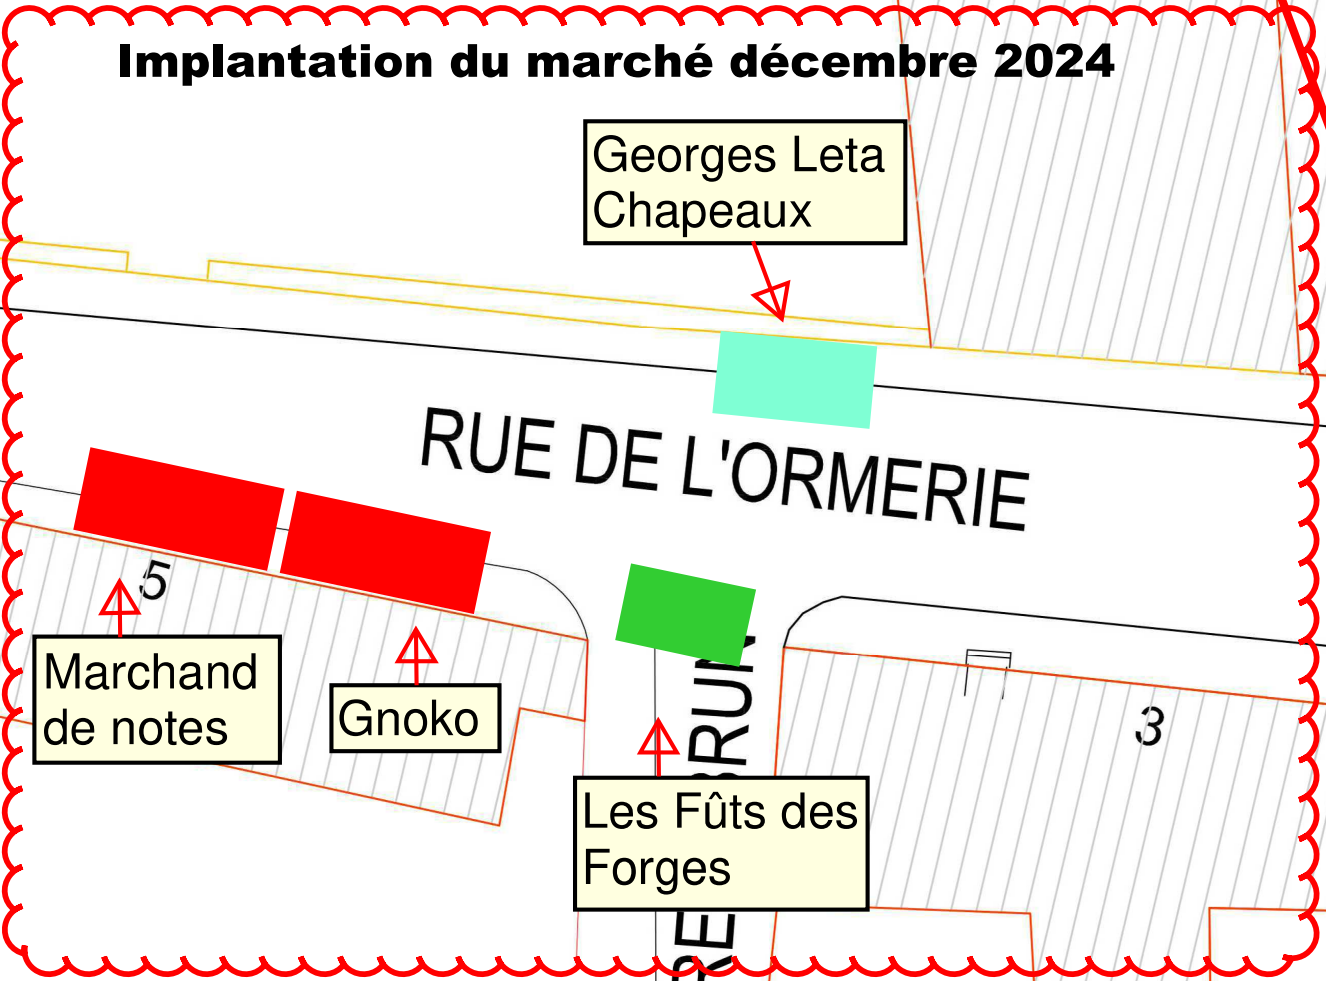 Implantation du marché décembre 2024
Georges Leta
Chapeaux
RUE DE L'ORMERIE
5
Marchand
de notes
Gnoko
3
Les Fûts des
Forges